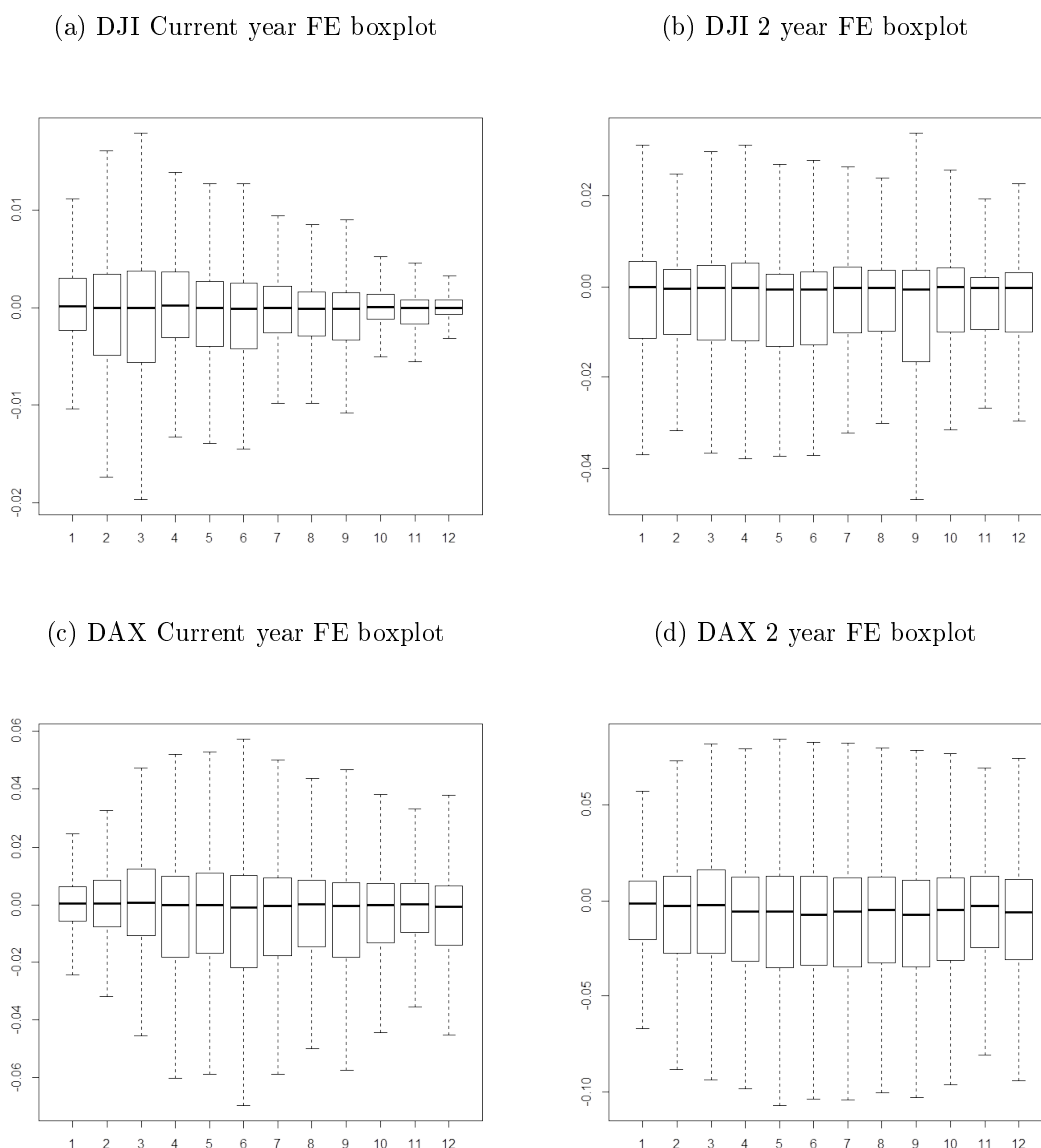 (a) DJI Current year FE boxplot
0.01
0.00
-0.01
-0.02
1 2 3 4 5 6 7 8 9 10 11 12
(b) DJI 2 year FE boxplot
0.02
0.00
-0.02
-0.04
1 2 3 4 5 6 7 8 9 10 11 12
(c) DAX Current year FE boxplot
0.06
0.04
0.02
0.00
-0.02
-0.04
-0.06
1 2 3 4 5 6 7 8 9 10 11 12
(d) DAX 2 year FE boxplot
0.05
0.00
-0.05
-0.10
1 2 3 4 5 6 7 8 9 10 11 12